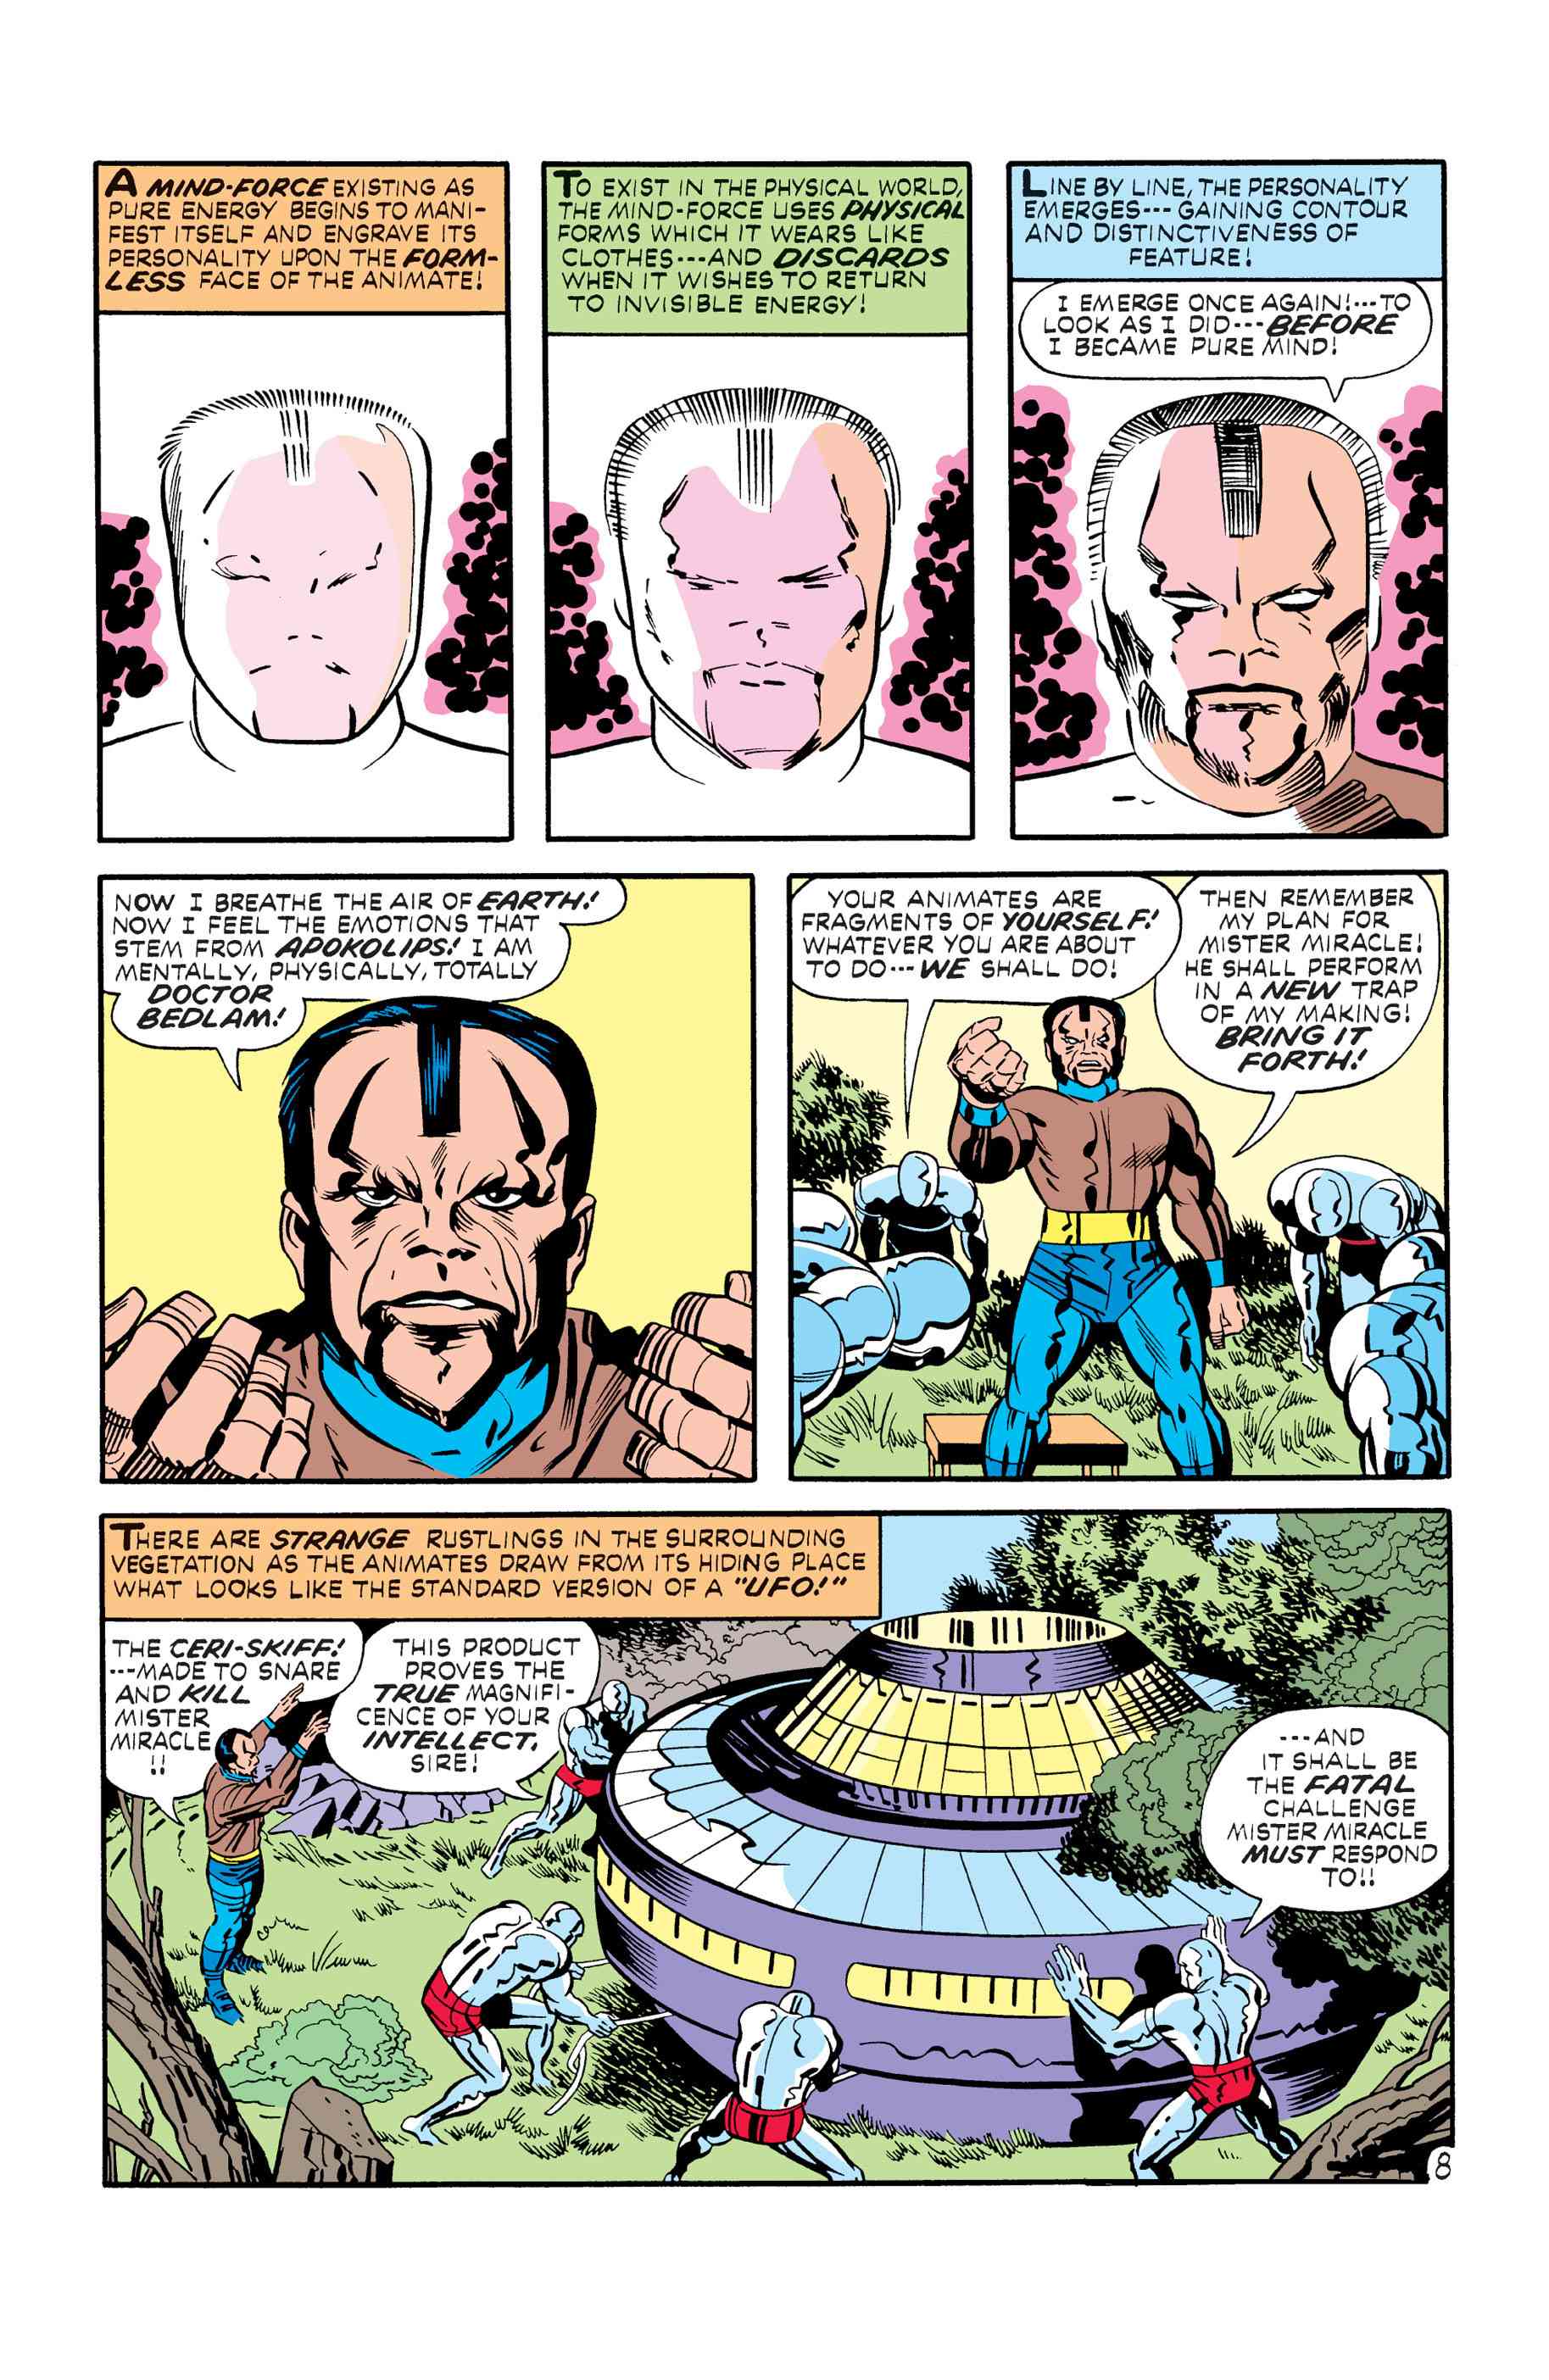 A MIND-FORCE EXISTING AS
PURE ENERGY BEGINS TO MANI-
FEST ITSELF AND ENGRAVE ITS
PERSONALITY UPON THE FORM-
LESS FACE OF THE ANIMATE!
TO EXIST IN THE PHYSICAL WORLD,
THE MIND-FORCE USES PHYSICAL
FORMS WHICH IT WEARS LIKE
CLOTHES---AND DISCARDS
WHEN IT WISHES TO RETURN
TO INVISIBLE ENERGY!
LINE BY LINE, THE PERSONALITY
EMERGES--- GAINING CONTOUR
AND DISTINCTIVENESS OF
FEATURE!
I EMERGE ONCE AGAIN!---TO
LOOK AS I DID---BEFORE
I BECAME PURE MIND!
NOW I BREATHE THE AIR OF EARTH!
NOW I FEEL THE EMOTIONS THAT
STEM FROM APOKOLIPS! I AM
MENTALLY, PHYSICALLY, TOTALLY
DOCTOR
BEDLAM!
YOUR ANIMATES ARE
FRAGMENTS OF YOURSELF!
WHATEVER YOU ARE ABOUT
TO DO---WE SHALL DO!
THEN REMEMBER
MY PLAN FOR
MISTER MIRACLE!
HE SHALL PERFORM
IN A NEW TRAP
OF MY MAKING!
BRING IT
FORTH!
THERE ARE STRANGE RUSTLINGS IN THE SURROUNDING
VEGETATION AS THE ANIMATES DRAW FROM ITS HIDING PLACE
WHAT LOOKS LIKE THE STANDARD VERSION OF A "UFO!"
THE CERI-SKIFF!
---MADE TO SNARE
AND KILL
MISTER
MIRACLE
!!
THIS PRODUCT
PROVES THE
TRUE MAGNIFI-
CENCE OF YOUR
INTELLECT,
SIRE!
---AND
IT SHALL BE
THE FATAL
CHALLENGE
MISTER MIRACLE
MUST RESPOND
TO!!
8